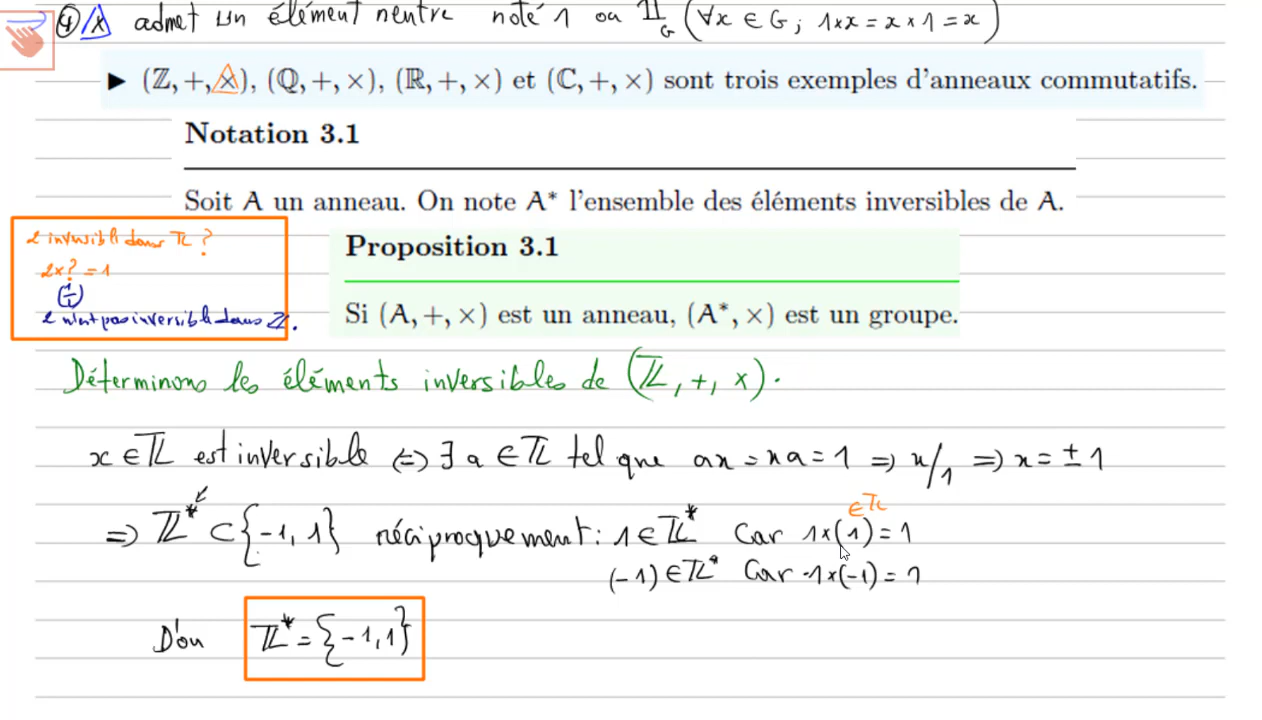 ④ × admet un élément neutre noté 1 ou 1_G (∀x ∈ G; 1×x = x×1 = x)
▶ (ℤ, +, ×), (ℚ, +, ×), (ℝ, +, ×) et (ℂ, +, ×) sont trois exemples d'anneaux commutatifs.
Notation 3.1
Soit A un anneau. On note A* l'ensemble des éléments inversibles de A.
2 inversible dans ℤ ?
2×? = 1
(1/2)
2 n'est pas inversible dans ℤ.
Proposition 3.1
Si (A, +, ×) est un anneau, (A*, ×) est un groupe.
Déterminons les éléments inversibles de (ℤ, +, ×).
x ∈ ℤ est inversible ⇔ ∃ a ∈ ℤ tel que ax = xa = 1 ⇒ x/1 ⇒ x = ± 1
⇒ ℤ* ⊂ {-1, 1} réciproquement : 1 ∈ ℤ* Car 1×(1) = 1
∈ ℤ
(-1) ∈ ℤ* Car -1×(-1) = 1
D'où ℤ* = {-1, 1}